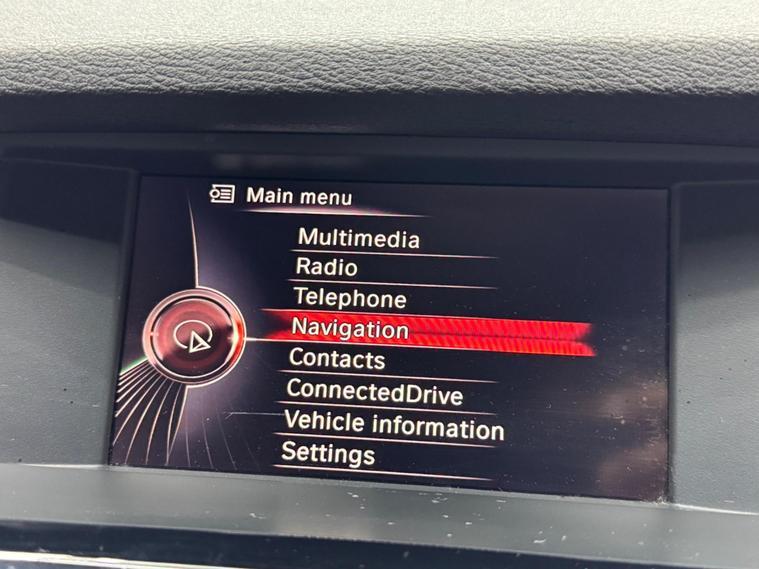 Main menu
Multimedia
Radio
Telephone
Navigation
Contacts
ConnectedDrive
Vehicle information
Settings